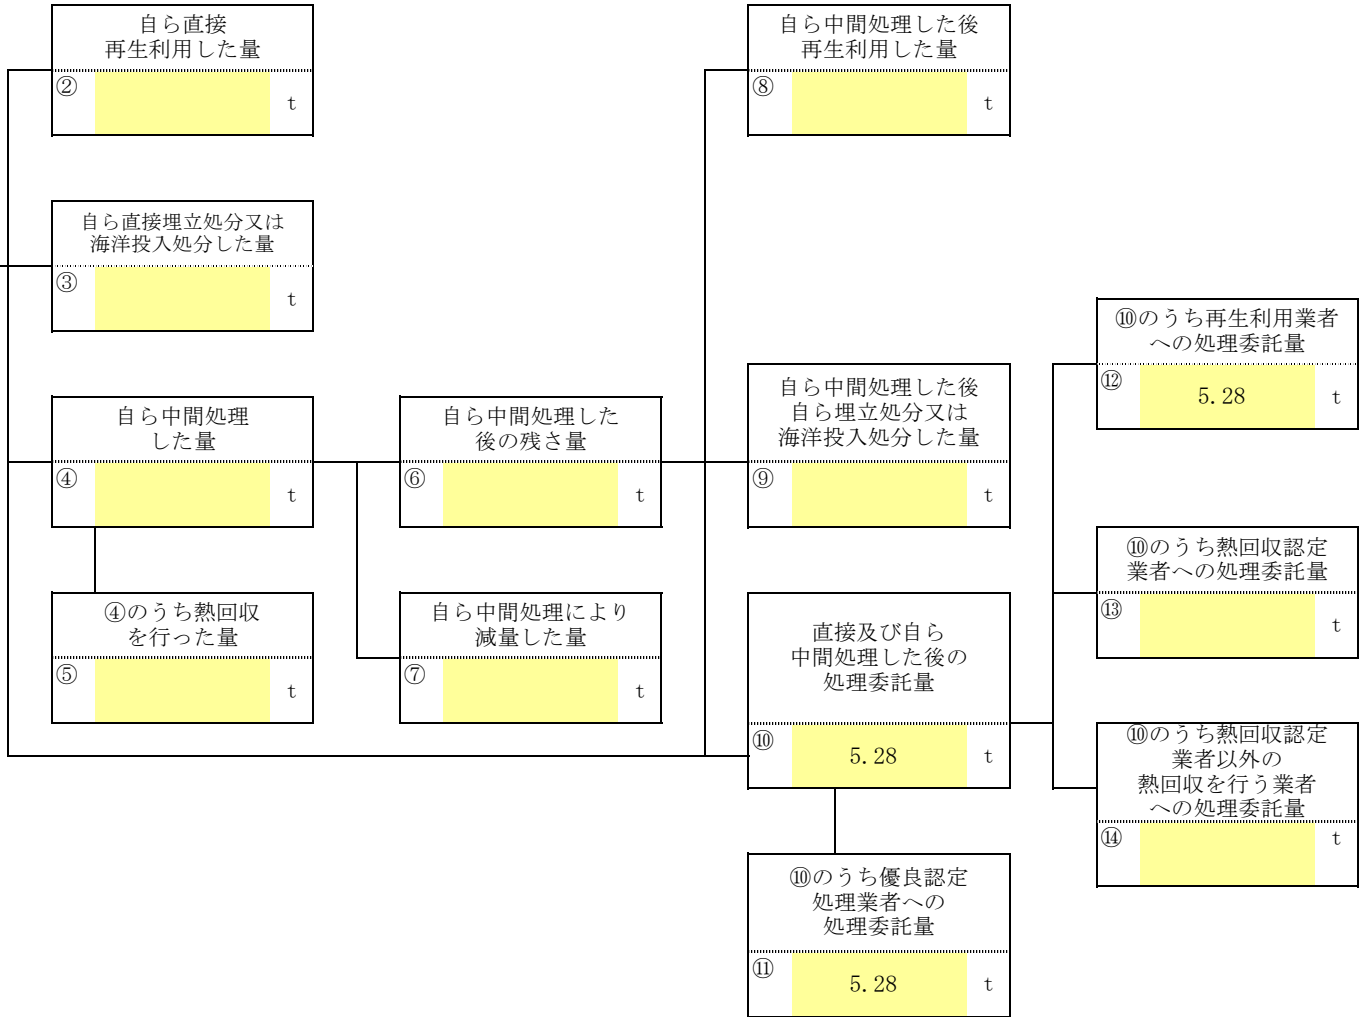 自ら直接
再生利用した量
②
t
自ら直接埋立処分又は
海洋投入処分した量
③
t
自ら中間処理
した量
④
t
④のうち熱回収
を行った量
⑤
t
自ら中間処理した
後の残さ量
⑥
t
自ら中間処理により
減量した量
⑦
t
自ら中間処理した後
再生利用した量
⑧
t
自ら中間処理した後
自ら埋立処分又は
海洋投入処分した量
⑨
t
直接及び自ら
中間処理した後の
処理委託量
⑩ 5.28 t
⑩のうち優良認定
処理業者への
処理委託量
⑪ 5.28 t
⑩のうち再生利用業者
への処理委託量
⑫ 5.28 t
⑩のうち熱回収認定
業者への処理委託量
⑬
t
⑩のうち熱回収認定
業者以外の
熱回収を行う業者
への処理委託量
⑭
t